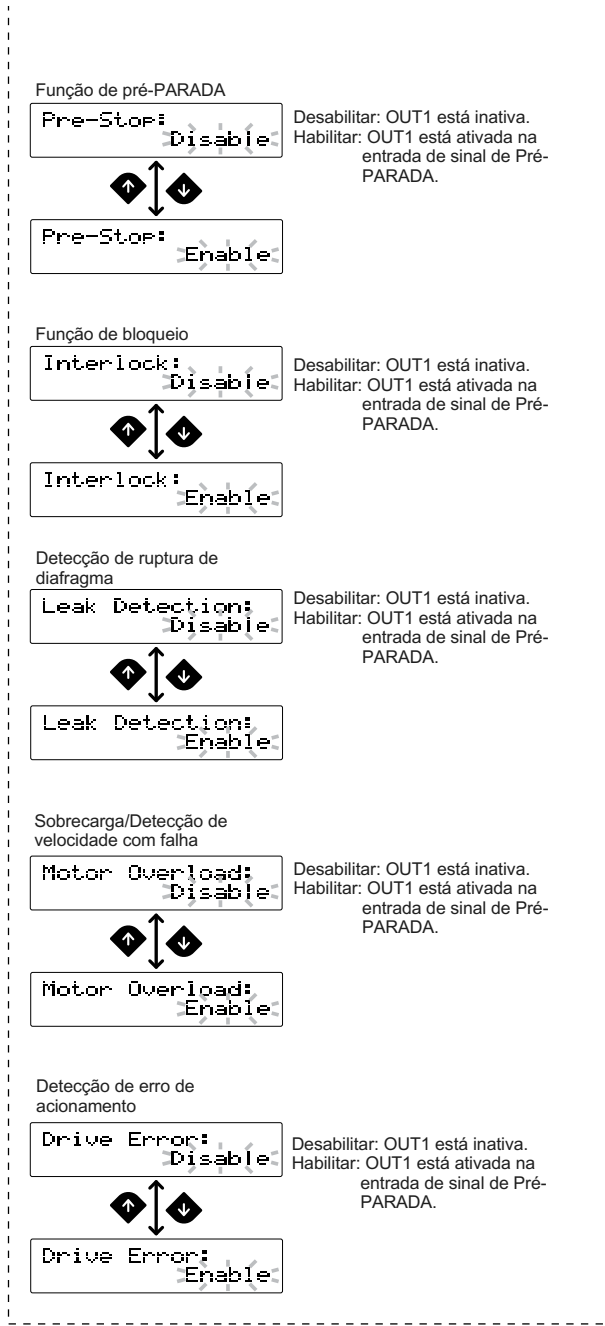 Função de pré-PARADA
Pre-Stop:
Disable
Desabilitar: OUT1 está inativa.
Habilitar: OUT1 está ativada na
entrada de sinal de Pré-
PARADA.
Pre-Stop:
Enable
Função de bloqueio
Interlock:
Disable
Desabilitar: OUT1 está inativa.
Habilitar: OUT1 está ativada na
entrada de sinal de Pré-
PARADA.
Interlock:
Enable
Detecção de ruptura de
diafragma
Leak Detection:
Disable
Desabilitar: OUT1 está inativa.
Habilitar: OUT1 está ativada na
entrada de sinal de Pré-
PARADA.
Leak Detection:
Enable
Sobrecarga/Detecção de
velocidade com falha
Motor Overload:
Disable
Desabilitar: OUT1 está inativa.
Habilitar: OUT1 está ativada na
entrada de sinal de Pré-
PARADA.
Motor Overload:
Enable
Detecção de erro de
acionamento
Drive Error:
Disable
Desabilitar: OUT1 está inativa.
Habilitar: OUT1 está ativada na
entrada de sinal de Pré-
PARADA.
Drive Error:
Enable